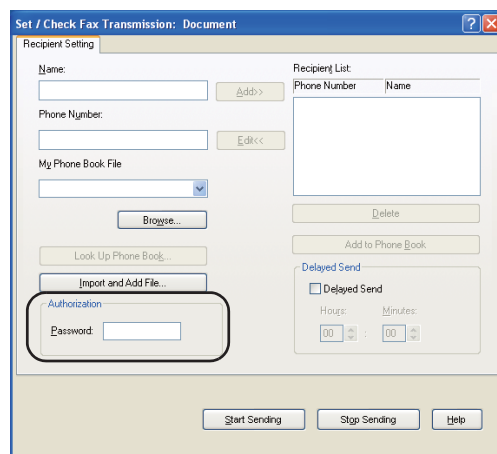 Set / Check Fax Transmission: Document
Recipient Setting
Name:
Add>>
Phone Number:
Edit<<
My Phone Book File
Browse...
Look Up Phone Book...
Import and Add File...
Authorization
Password:
Recipient List:
Phone Number Name
Delete
Add to Phone Book
Delayed Send
Delayed Send
Hours: Minutes:
00 : 00
Start Sending Stop Sending Help